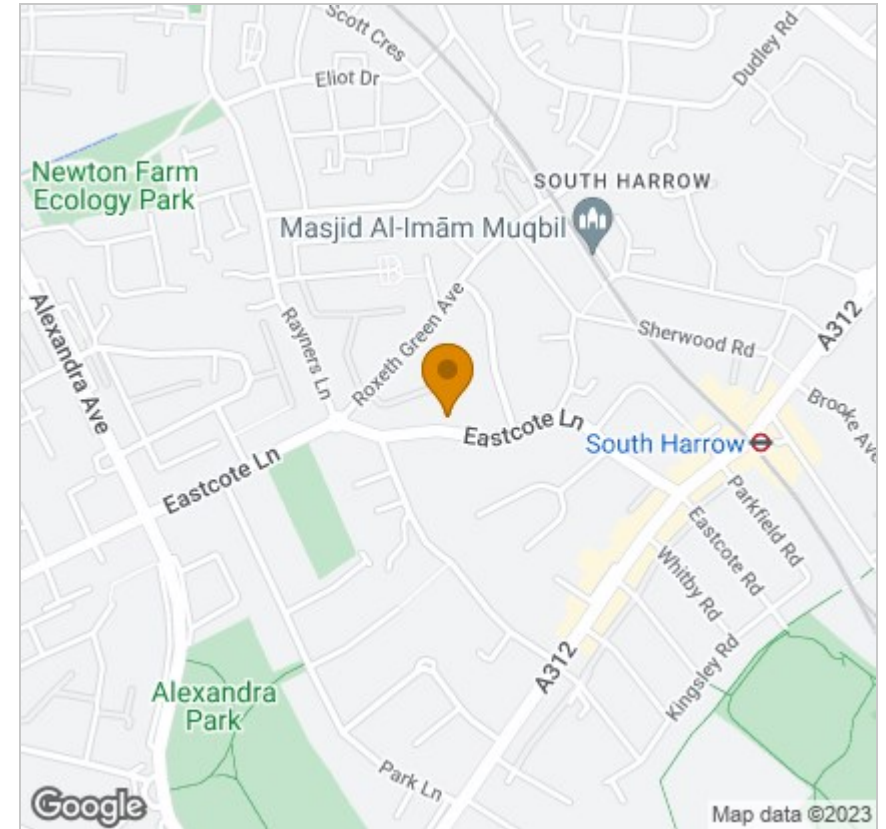 Scott Cres
Dudley Rd
Eliot Dr
Newton Farm
Ecology Park
SOUTH HARROW
Masjid Al-Imām Muqbil
Alexandra Ave
Rayners Ln
Roxeth Green Ave
Sherwood Rd
A312
Brooke Ave
Eastcote Ln
South Harrow
Eastcote Ln
Parkfield Rd
Eastcote Rd
Whitby Rd
Kingsley Rd
A312
Alexandra
Park
Park Ln
Google
Map data ©2023